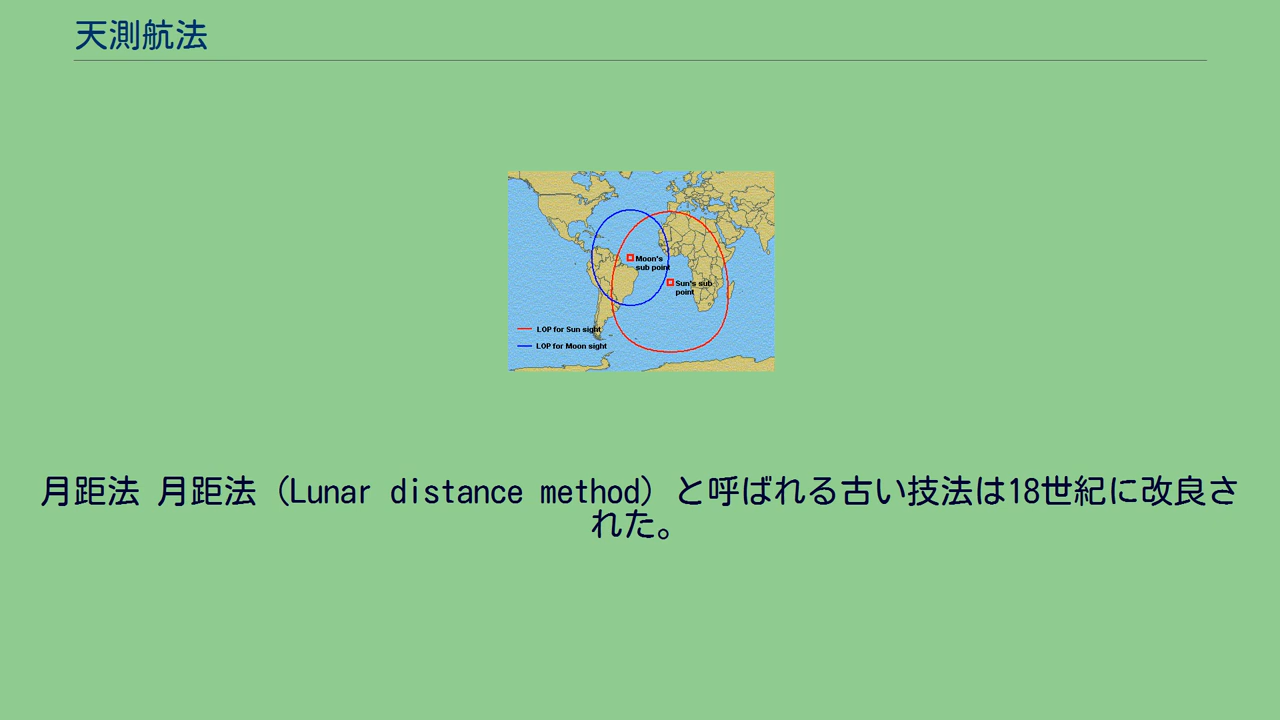 天測航法
Moon's
sub point
Sun's sub
point
LOP for Sun sight
LOP for Moon sight
月距法 月距法（Lunar distance method）と呼ばれる古い技法は18世紀に改良さ
れた。